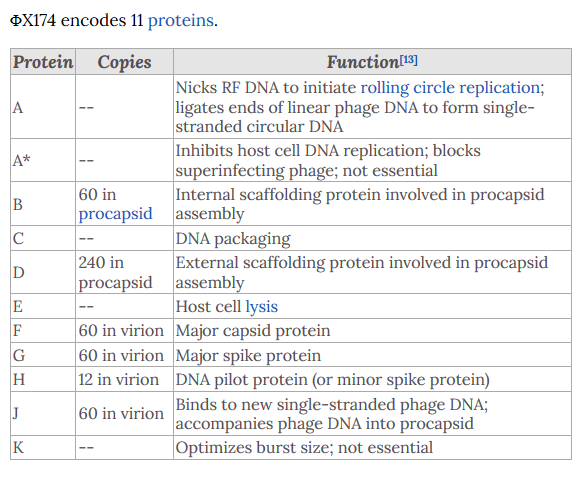 ΦX174 encodes 11 proteins.
Protein Copies Function[13]
A -- Nicks RF DNA to initiate rolling circle replication;
ligates ends of linear phage DNA to form single-
stranded circular DNA
A* -- Inhibits host cell DNA replication; blocks
superinfecting phage; not essential
B 60 in procapsid Internal scaffolding protein involved in procapsid
assembly
C -- DNA packaging
D 240 in procapsid External scaffolding protein involved in procapsid
assembly
E -- Host cell lysis
F 60 in virion Major capsid protein
G 60 in virion Major spike protein
H 12 in virion DNA pilot protein (or minor spike protein)
J 60 in virion Binds to new single-stranded phage DNA;
accompanies phage DNA into procapsid
K -- Optimizes burst size; not essential